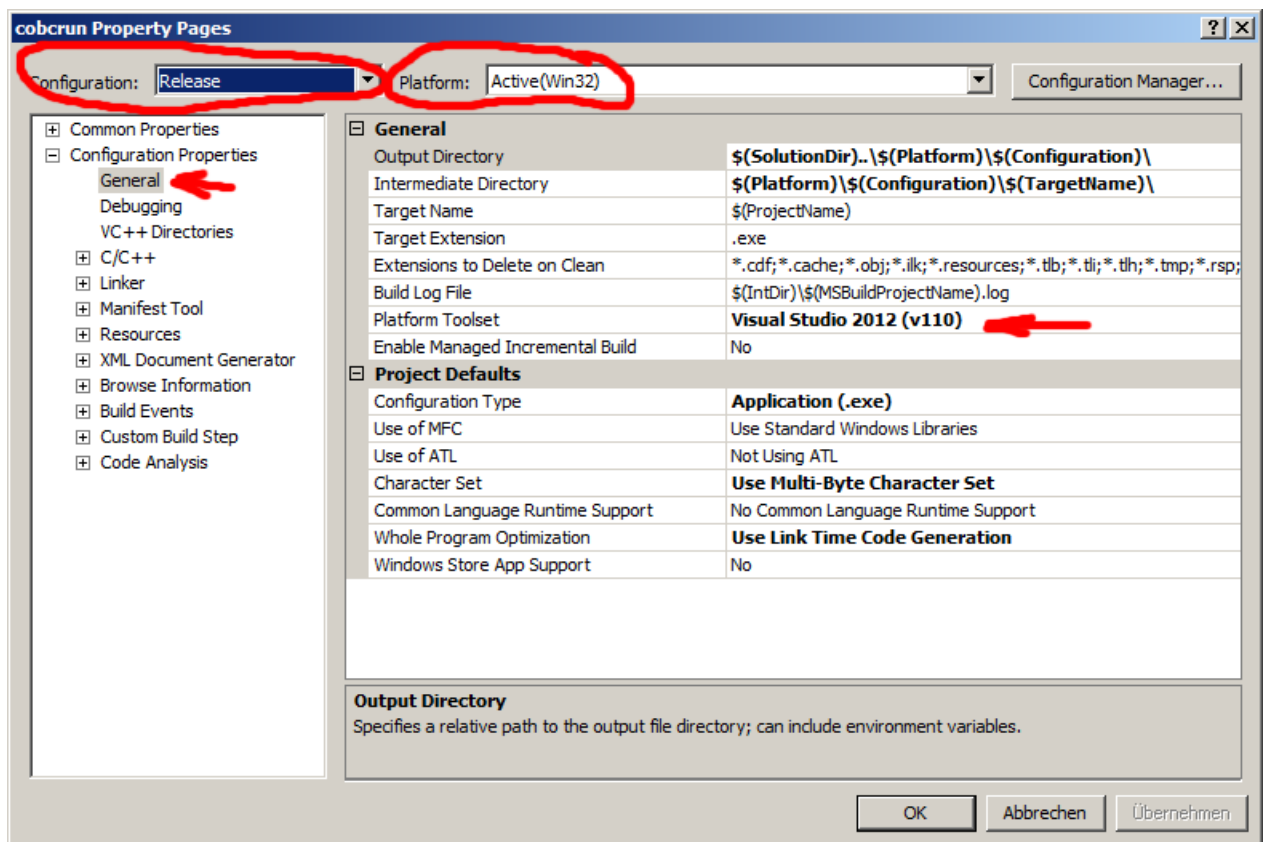 cobcrun Property Pages
Configuration: Release Platform: Active(Win32) Configuration Manager...
Common Properties
Configuration Properties
General
Debugging
VC++ Directories
C/C++
Linker
Manifest Tool
Resources
XML Document Generator
Browse Information
Build Events
Custom Build Step
Code Analysis
General
Output Directory $(SolutionDir)..\$(Platform)\$(Configuration)\
Intermediate Directory $(Platform)\$(Configuration)\$(TargetName)\
Target Name $(ProjectName)
Target Extension .exe
Extensions to Delete on Clean *.cdf;*.cache;*.obj;*.ilk;*.resources;*.tlb;*.tli;*.tlh;*.tmp;*.rsp;
Build Log File $(IntDir)\$(MSBuildProjectName).log
Platform Toolset Visual Studio 2012 (v110)
Enable Managed Incremental Build No
Project Defaults
Configuration Type Application (.exe)
Use of MFC Use Standard Windows Libraries
Use of ATL Not Using ATL
Character Set Use Multi-Byte Character Set
Common Language Runtime Support No Common Language Runtime Support
Whole Program Optimization Use Link Time Code Generation
Windows Store App Support No
Output Directory
Specifies a relative path to the output file directory; can include environment variables.
OK Abbrechen Übernehmen